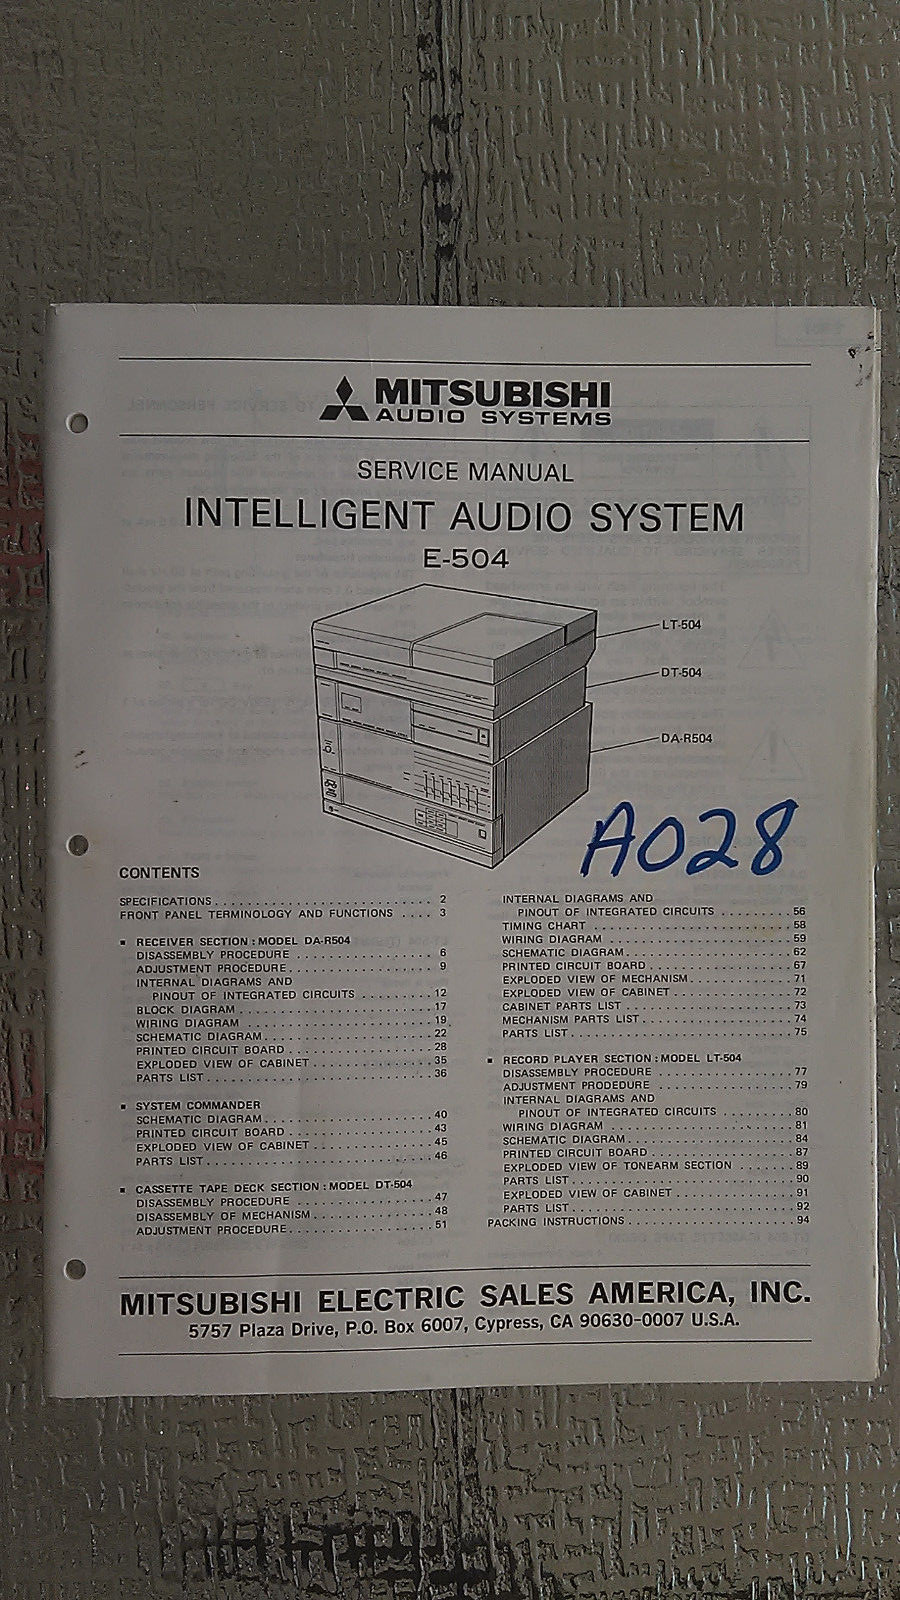 MITSUBISHI
AUDIO SYSTEMS
SERVICE MANUAL
INTELLIGENT AUDIO SYSTEM
E-504
LT-504
DT-504
DA-R504
A028
CONTENTS
SPECIFICATIONS . . . . . . . . . . . . . . . . . . . . . . . . . . . . 2
FRONT PANEL TERMINOLOGY AND FUNCTIONS . . . . 3
▪ RECEIVER SECTION : MODEL DA-R504
DISASSEMBLY PROCEDURE . . . . . . . . . . . . . . . . . . 6
ADJUSTMENT PROCEDURE . . . . . . . . . . . . . . . . . . 9
INTERNAL DIAGRAMS AND
PINOUT OF INTEGRATED CIRCUITS . . . . . . . . . 12
BLOCK DIAGRAM . . . . . . . . . . . . . . . . . . . . . . . . 17
WIRING DIAGRAM . . . . . . . . . . . . . . . . . . . . . . . 19
SCHEMATIC DIAGRAM . . . . . . . . . . . . . . . . . . . . 22
PRINTED CIRCUIT BOARD . . . . . . . . . . . . . . . . . . 28
EXPLODED VIEW OF CABINET . . . . . . . . . . . . . . . 35
PARTS LIST . . . . . . . . . . . . . . . . . . . . . . . . . . . 36
▪ SYSTEM COMMANDER
SCHEMATIC DIAGRAM . . . . . . . . . . . . . . . . . . . . 40
PRINTED CIRCUIT BOARD . . . . . . . . . . . . . . . . . . 43
EXPLODED VIEW OF CABINET . . . . . . . . . . . . . . . 45
PARTS LIST . . . . . . . . . . . . . . . . . . . . . . . . . . . 46
▪ CASSETTE TAPE DECK SECTION : MODEL DT-504
DISASSEMBLY PROCEDURE . . . . . . . . . . . . . . . . . 47
DISASSEMBLY OF MECHANISM . . . . . . . . . . . . . . . 48
ADJUSTMENT PROCEDURE . . . . . . . . . . . . . . . . . 51
INTERNAL DIAGRAMS AND
PINOUT OF INTEGRATED CIRCUITS . . . . . . . . . 56
TIMING CHART . . . . . . . . . . . . . . . . . . . . . . . . . 58
WIRING DIAGRAM . . . . . . . . . . . . . . . . . . . . . . . 59
SCHEMATIC DIAGRAM . . . . . . . . . . . . . . . . . . . . 62
PRINTED CIRCUIT BOARD . . . . . . . . . . . . . . . . . . 67
EXPLODED VIEW OF MECHANISM . . . . . . . . . . . . . 71
EXPLODED VIEW OF CABINET . . . . . . . . . . . . . . . 72
CABINET PARTS LIST . . . . . . . . . . . . . . . . . . . . . 73
MECHANISM PARTS LIST . . . . . . . . . . . . . . . . . . . 74
PARTS LIST . . . . . . . . . . . . . . . . . . . . . . . . . . . 75
▪ RECORD PLAYER SECTION : MODEL LT-504
DISASSEMBLY PROCEDURE . . . . . . . . . . . . . . . . . 77
ADJUSTMENT PRODEDURE . . . . . . . . . . . . . . . . . 79
INTERNAL DIAGRAMS AND
PINOUT OF INTEGRATED CIRCUITS . . . . . . . . . 80
WIRING DIAGRAM . . . . . . . . . . . . . . . . . . . . . . . 81
SCHEMATIC DIAGRAM . . . . . . . . . . . . . . . . . . . . 84
PRINTED CIRCUIT BOARD . . . . . . . . . . . . . . . . . . 87
EXPLODED VIEW OF TONEARM SECTION . . . . . . . 89
PARTS LIST . . . . . . . . . . . . . . . . . . . . . . . . . . . 90
EXPLODED VIEW OF CABINET . . . . . . . . . . . . . . . 91
PARTS LIST . . . . . . . . . . . . . . . . . . . . . . . . . . . 92
PACKING INSTRUCTIONS . . . . . . . . . . . . . . . . . . . . 94
MITSUBISHI ELECTRIC SALES AMERICA, INC.
5757 Plaza Drive, P.O. Box 6007, Cypress, CA 90630-0007 U.S.A.